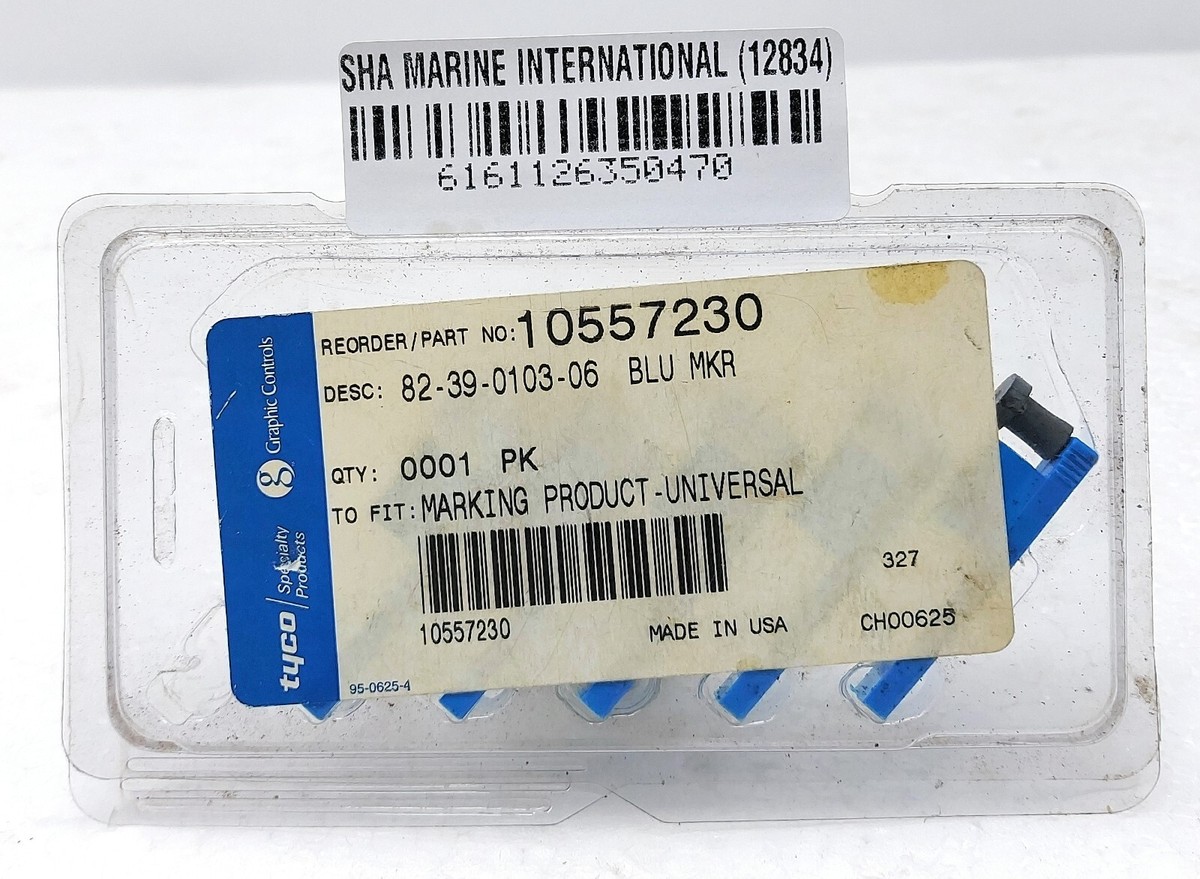 SHA MARINE INTERNATIONAL (12834)
6161126350470
REORDER/PART NO: 10557230
DESC: 82-39-0103-06 BLU MKR
QTY: 0001 PK
TO FIT: MARKING PRODUCT-UNIVERSAL
10557230
MADE IN USA
327
CH00625
95-0625-4
Graphic Controls
tyco
Specialty
Products